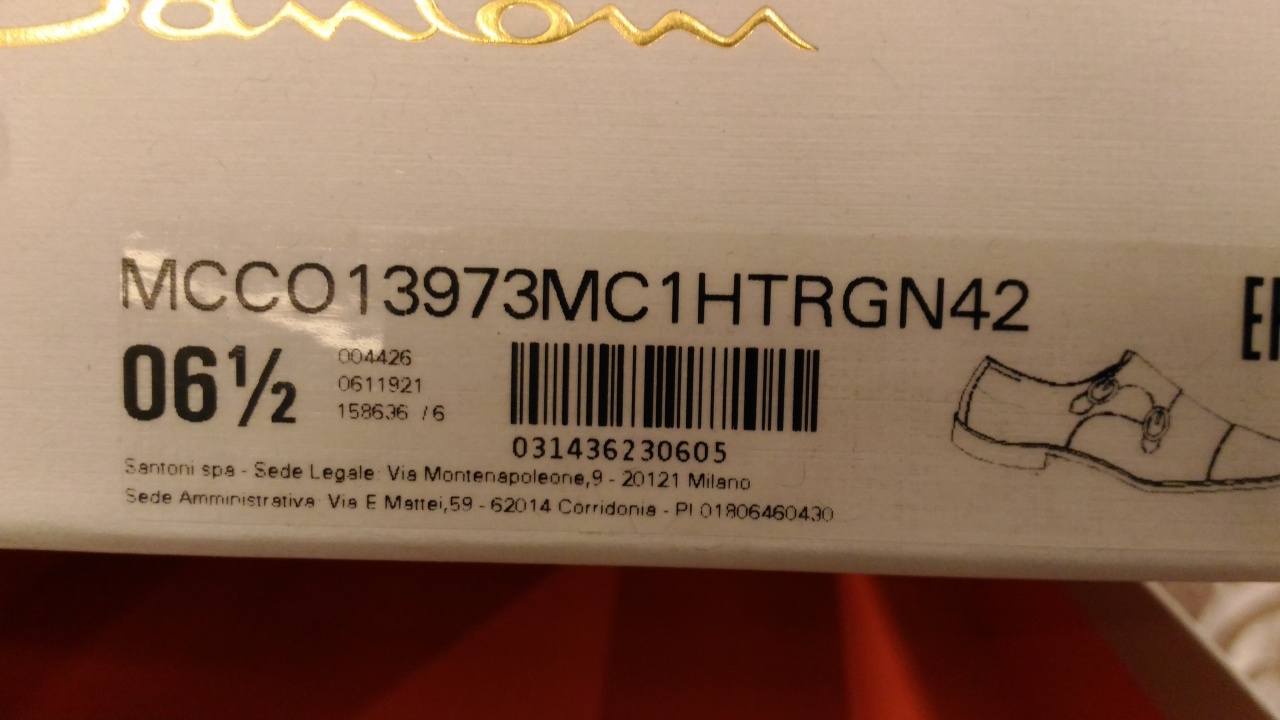 Santoni
MCCO13973MC1HTRGN42
06½
004426
0611921
158636 /6
031436230605
Santoni spa - Sede Legale: Via Montenapoleone,9 - 20121 Milano
Sede Amministrativa: Via E Mattei,59 - 62014 Corridonia - PI 01806460430